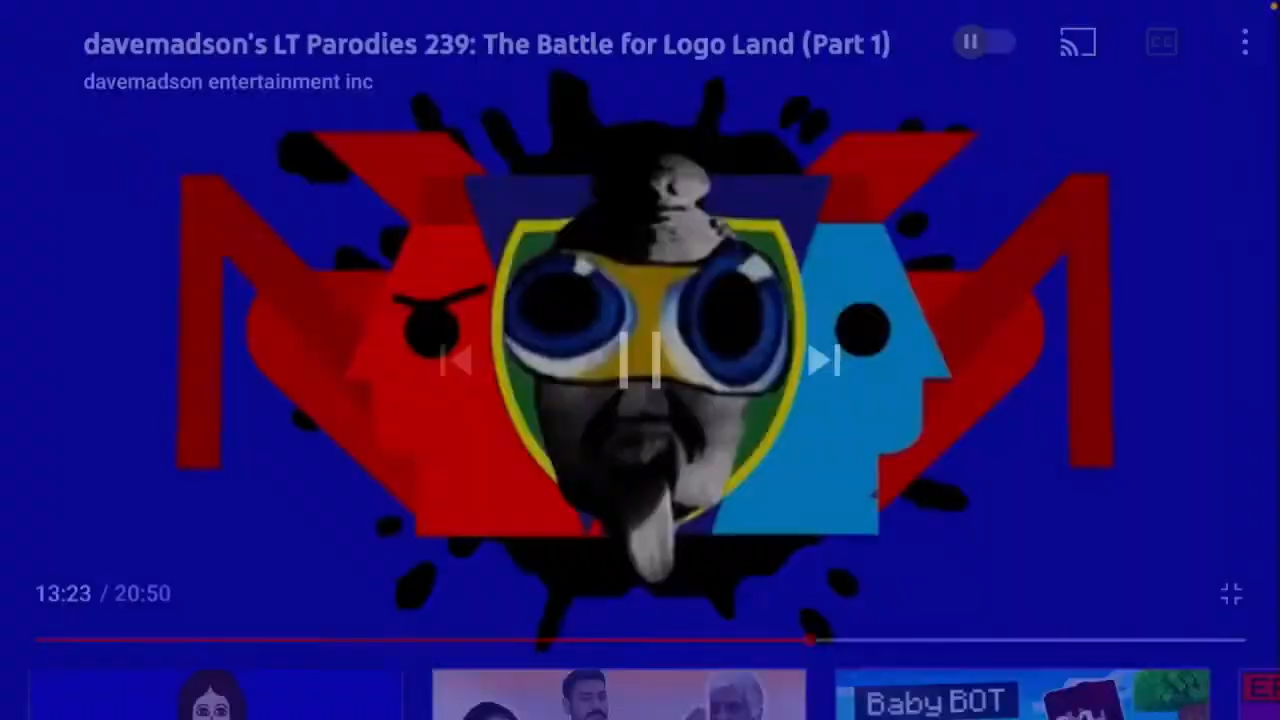 davemadson's LT Parodies 239: The Battle for Logo Land (Part 1)
davemadson entertainment inc
CC
13:23 / 20:50
Baby BOT